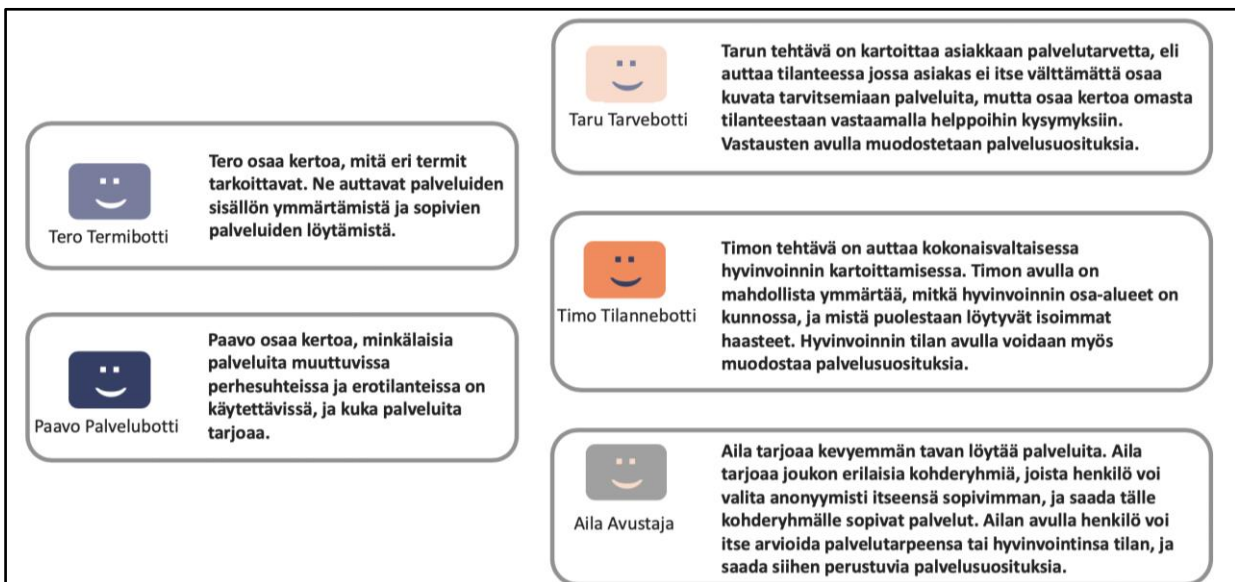 Tero osaa kertoa, mitä eri termit
tarkoittavat. Ne auttavat palveluiden
sisällön ymmärtämistä ja sopivien
palveluiden löytämistä.
Tero Termibotti
Paavo osaa kertoa, minkälaisia
palveluita muuttuvissa
perhesuhteissa ja erotilanteissa on
käytettävissä, ja kuka palveluita
tarjoaa.
Paavo Palvelubotti
Tarun tehtävä on kartoittaa asiakkaan palvelutarvetta, eli
auttaa tilanteessa jossa asiakas ei itse välttämättä osaa
kuvata tarvitsemiaan palveluita, mutta osaa kertoa omasta
tilanteestaan vastaamalla helppoihin kysymyksiin.
Vastausten avulla muodostetaan palvelusuosituksia.
Taru Tarvebotti
Timon tehtävä on auttaa kokonaisvaltaisessa
hyvinvoinnin kartoittamisessa. Timon avulla on
mahdollista ymmärtää, mitkä hyvinvoinnin osa-alueet on
kunnossa, ja mistä puolestaan löytyvät isoimmat
haasteet. Hyvinvoinnin tilan avulla voidaan myös
muodostaa palvelusuosituksia.
Timo Tilannebotti
Aila tarjoaa kevyemmän tavan löytää palveluita. Aila
tarjoaa joukon erilaisia kohderyhmiä, joista henkilö voi
valita anonyymisti itseensä sopivimman, ja saada tälle
kohderyhmälle sopivat palvelut. Ailan avulla henkilö voi
itse arvioida palvelutarpeensa tai hyvinvointinsa tilan, ja
saada siihen perustuvia palvelusuosituksia.
Aila Avustaja